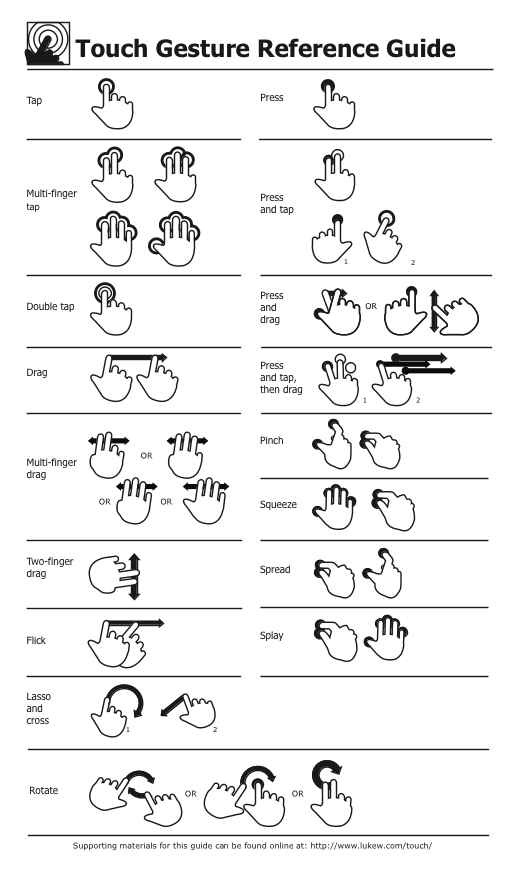 Touch Gesture Reference Guide
Tap
Press
Multi-finger
tap
Press
and tap
1
2
Double tap
Press
and
drag
OR
Drag
Press
and tap,
then drag
1
2
Multi-finger
drag
OR
OR
OR
Pinch
Squeeze
Two-finger
drag
Spread
Flick
Splay
Lasso
and
cross
1
2
Rotate
OR
OR
Supporting materials for this guide can be found online at: http://www.lukew.com/touch/